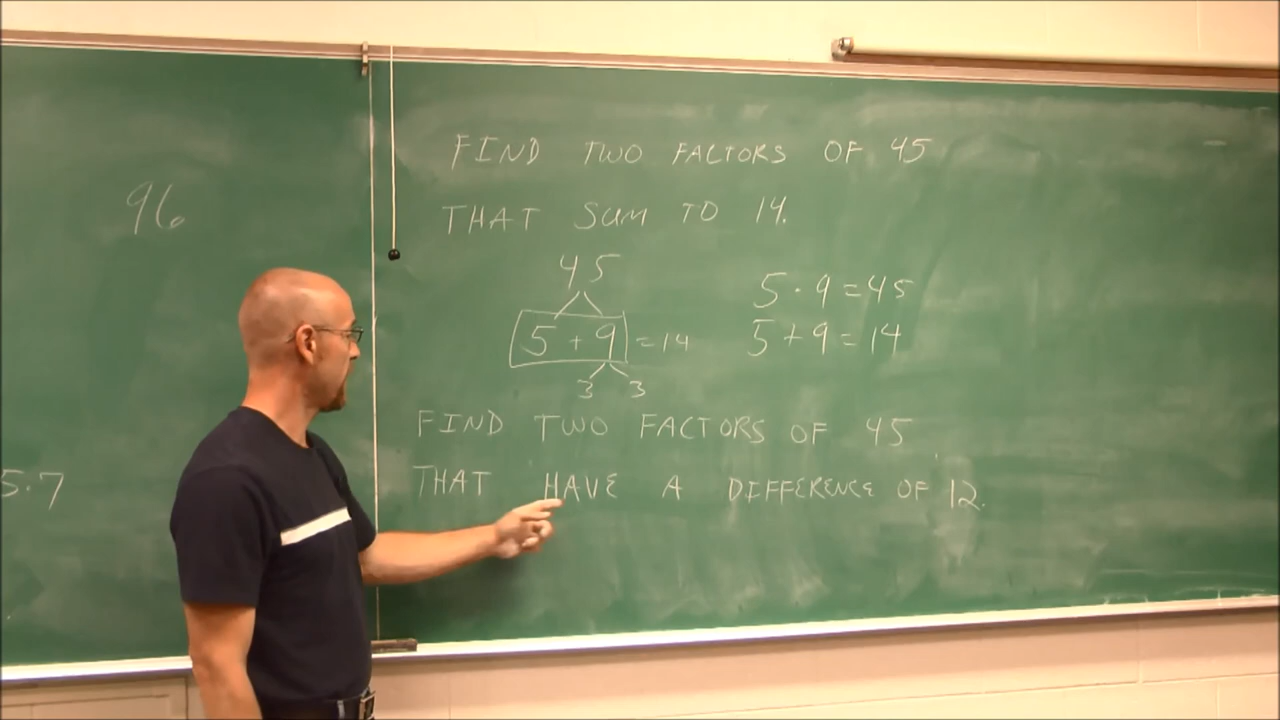 96
5.7
FIND TWO FACTORS OF 45
THAT SUM TO 14.
45
5 + 9 = 14
3 3
5 · 9 = 45
5 + 9 = 14
FIND TWO FACTORS OF 45
THAT HAVE A DIFFERENCE OF 12.